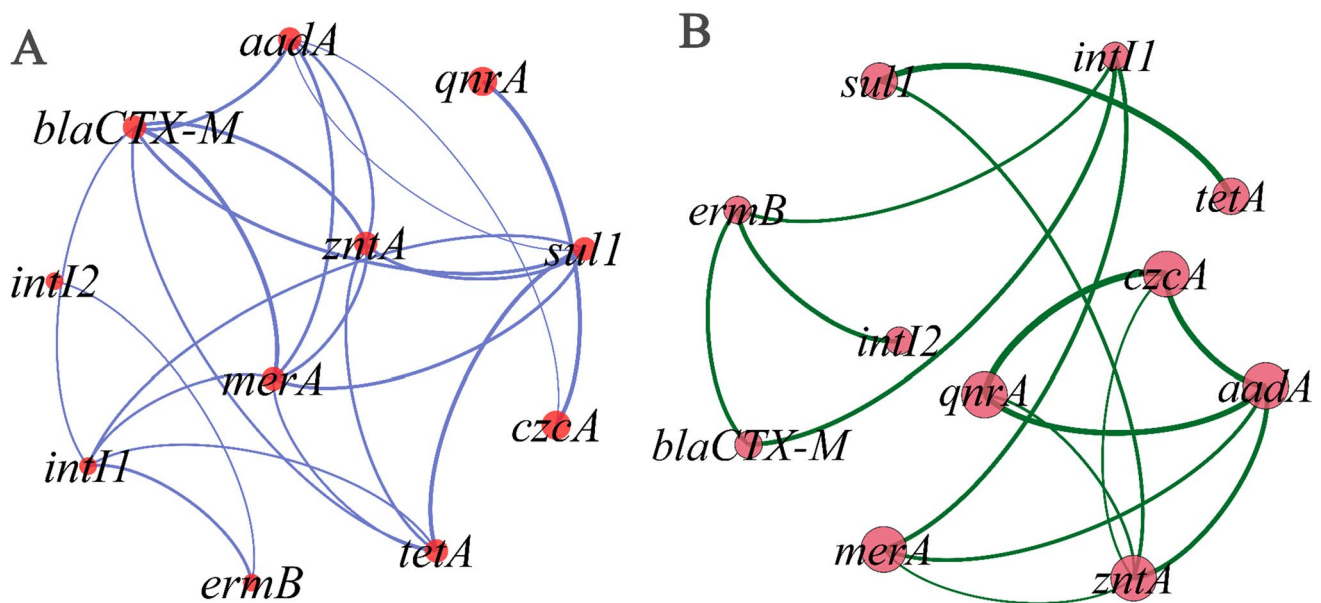 A
aadA
qnrA
blaCTX-M
zntA
sul1
intI2
merA
czcA
intI1
tetA
ermB
B
intI1
sul1
tetA
ermB
czcA
intI2
qnrA
aadA
blaCTX-M
merA
zntA